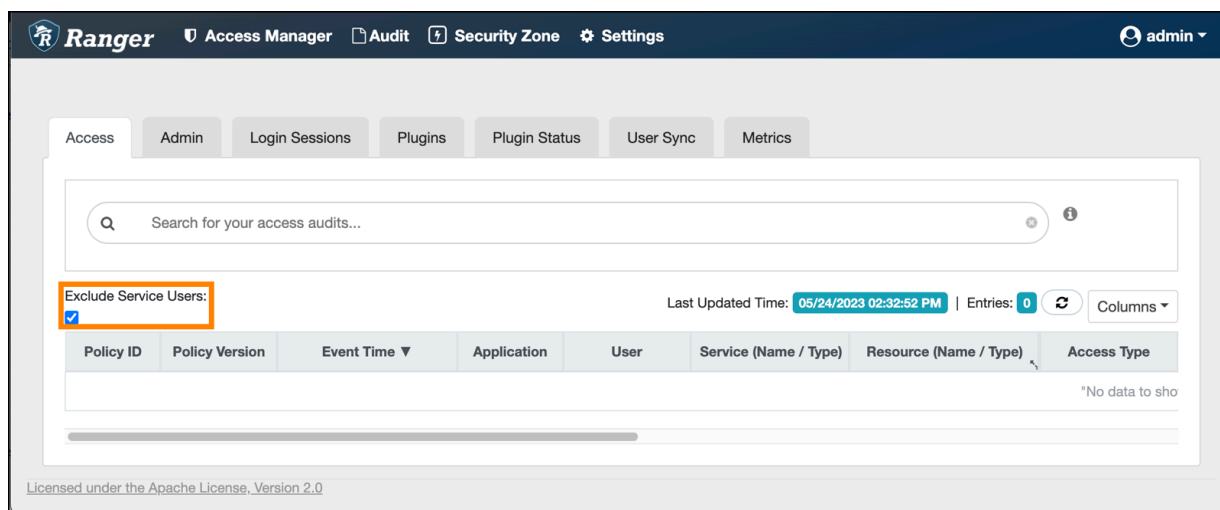 Ranger Access Manager Audit Security Zone Settings admin
Access Admin Login Sessions Plugins Plugin Status User Sync Metrics
Search for your access audits...
Exclude Service Users:
Last Updated Time: 05/24/2023 02:32:52 PM | Entries: 0 Columns
Policy ID Policy Version Event Time ▼ Application User Service (Name / Type) Resource (Name / Type) Access Type
"No data to sho
Licensed under the Apache License, Version 2.0